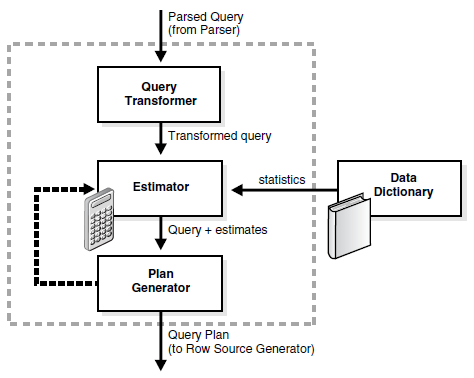 Parsed Query
(from Parser)
Query
Transformer
Transformed query
Estimator
statistics
Data
Dictionary
Query + estimates
Plan
Generator
Query Plan
(to Row Source Generator)